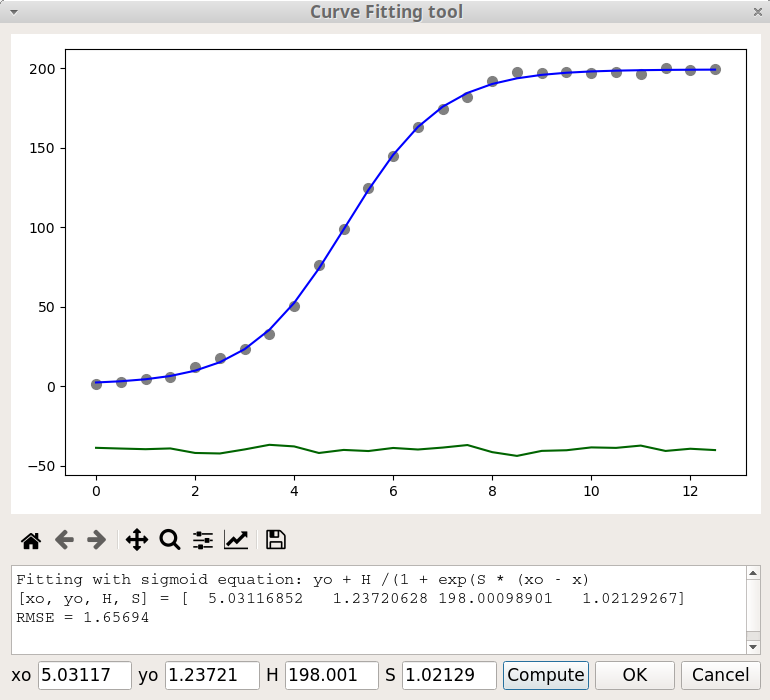 Curve Fitting tool
200
150
100
50
0
−50
0 2 4 6 8 10 12
Fitting with sigmoid equation: yo + H /(1 + exp(S * (xo - x)
[xo, yo, H, S] = [  5.03116852   1.23720628 198.00098901   1.02129267]
RMSE = 1.65694
xo 5.03117 yo 1.23721 H 198.001 S 1.02129 Compute OK Cancel